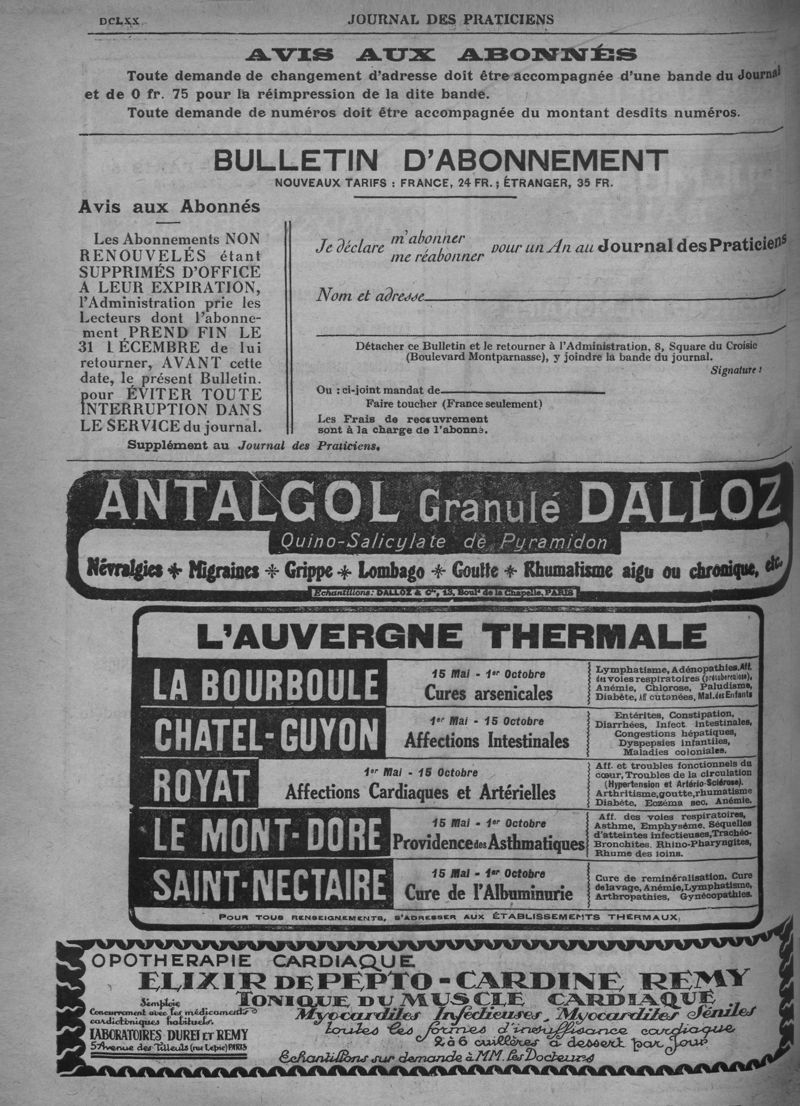 DCLXX
JOURNAL DES PRATICIENS
AVIS AUX ABONNÉS
Toute demande de changement d'adresse doit être accompagnée d'une bande du Journal
et de 0 fr. 75 pour la réimpression de la dite bande.
Toute demande de numéros doit être accompagnée du montant desdits numéros.
BULLETIN D'ABONNEMENT
NOUVEAUX TARIFS : FRANCE, 24 FR. ; ÉTRANGER, 35 FR.
Avis aux Abonnés
Les Abonnements NON
RENOUVELÉS étant
SUPPRIMÉS D'OFFICE
A LEUR EXPIRATION,
l'Administration prie les
Lecteurs dont l'abonne-
ment PREND FIN LE
31 DÉCEMBRE de lui
retourner, AVANT cette
date, le présent Bulletin.
pour ÉVITER TOUTE
INTERRUPTION DANS
LE SERVICE du journal.
Je déclare m'abonner me réabonner pour un An au Journal des Praticiens
Nom et adresse
Détacher ce Bulletin et le retourner à l'Administration, 8, Square du Croisic
(Boulevard Montparnasse), y joindre la bande du journal.
Signature :
Ou : ci-joint mandat de
Faire toucher (France seulement)
Les Frais de recouvrement
sont à la charge de l'abonné.
Supplément au Journal des Praticiens.
ANTALGOL Granulé DALLOZ
Quino-Salicylate de Pyramidon
Névralgies * Migraines * Grippe * Lombago * Goutte * Rhumatisme aigu ou chronique, etc.
Echantillons : DALLOZ & Cie, 13, Bould de la Chapelle, PARIS
L'AUVERGNE THERMALE
LA BOURBOULE
15 Mai - 1er Octobre
Cures arsenicales
Lymphatisme, Adénopathies, Aff.
des voies respiratoires (prétuberculose),
Anémie, Chlorose, Paludisme,
Diabète, Aff cutanées, Mal. des Enfants
CHATEL-GUYON
1er Mai - 15 Octobre
Affections Intestinales
Entérites, Constipation,
Diarrhées, Infect intestinales,
Congestions hépatiques,
Dyspepsies infantiles,
Maladies coloniales.
ROYAT
1er Mai - 15 Octobre
Affections Cardiaques et Artérielles
Aff. et troubles fonctionnels du
cœur, Troubles de la circulation
(Hypertension et Artério-Sclérose).
Arthritisme, goutte, rhumatisme
Diabète, Eczéma sec, Anémie.
LE MONT-DORE
15 Mai - 1er Octobre
Providence des Asthmatiques
Aff. des voies respiratoires,
Asthme, Emphysème, Séquelles
d'atteintes infectieuses, Trachéo-
Bronchites, Rhino-Pharyngites,
Rhume des foins.
SAINT-NECTAIRE
15 Mai - 1er Octobre
Cure de l'Albuminurie
Cure de reminéralisation. Cure
de lavage, Anémie, Lymphatisme,
Arthropathies, Gynécopathies.
POUR TOUS RENSEIGNEMENTS, S'ADRESSER AUX ÉTABLISSEMENTS THERMAUX
OPOTHERAPIE CARDIAQUE
ELIXIR DE PEPTO-CARDINE REMY
TONIQUE DU MUSCLE CARDIAQUE
S'emploie
Concurremment avec les médicaments
cardiotoniques habituels.
LABORATOIRES DURET ET REMY
5 Avenue des Tilleuls (rue Lepic) PARIS
Myocardites Infectieuses, Myocardites Séniles
toutes les formes d'insuffisance cardiaque
2 à 6 cuillères à dessert par jour
Echantillons sur demande à MM. les Docteurs